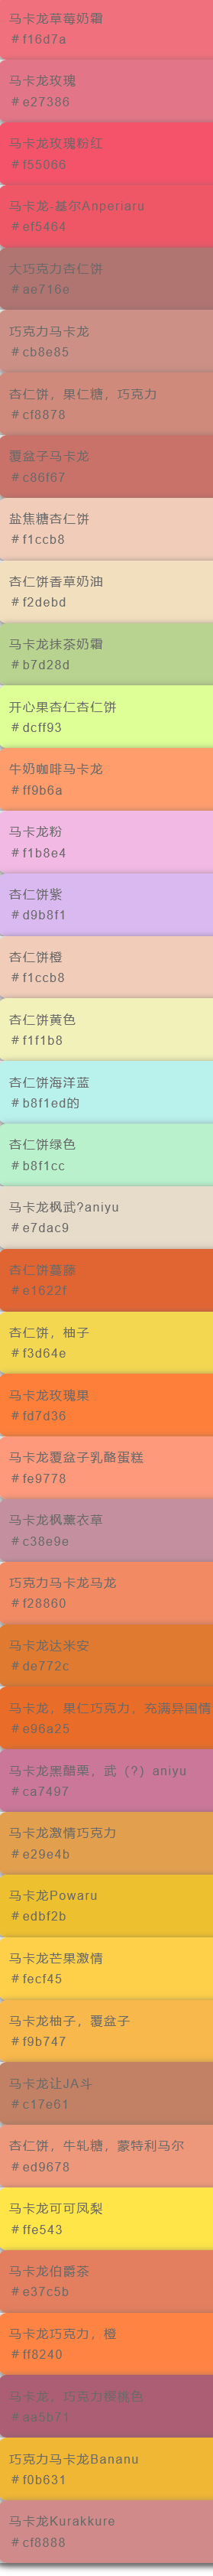 马卡龙草莓奶霜
＃f16d7a
马卡龙玫瑰
＃e27386
马卡龙玫瑰粉红
＃f55066
马卡龙-基尔Anperiaru
＃ef5464
大巧克力杏仁饼
＃ae716e
巧克力马卡龙
＃cb8e85
杏仁饼，果仁糖，巧克力
＃cf8878
覆盆子马卡龙
＃c86f67
盐焦糖杏仁饼
＃f1ccb8
杏仁饼香草奶油
＃f2debd
马卡龙抹茶奶霜
＃b7d28d
开心果杏仁杏仁饼
＃dcff93
牛奶咖啡马卡龙
＃ff9b6a
马卡龙粉
＃f1b8e4
杏仁饼紫
＃d9b8f1
杏仁饼橙
＃f1ccb8
杏仁饼黄色
＃f1f1b8
杏仁饼海洋蓝
＃b8f1ed的
杏仁饼绿色
＃b8f1cc
马卡龙枫武?aniyu
＃e7dac9
杏仁饼蔓藤
＃e1622f
杏仁饼，柚子
＃f3d64e
马卡龙玫瑰果
＃fd7d36
马卡龙覆盆子乳酪蛋糕
＃fe9778
马卡龙枫薰衣草
＃c38e9e
巧克力马卡龙马龙
＃f28860
马卡龙达米安
＃de772c
马卡龙，果仁巧克力，充满异国情
＃e96a25
马卡龙黑醋栗，武（?）aniyu
＃ca7497
马卡龙激情巧克力
＃e29e4b
马卡龙Powaru
＃edbf2b
马卡龙芒果激情
＃fecf45
马卡龙柚子，覆盆子
＃f9b747
马卡龙让JA斗
＃c17e61
杏仁饼，牛轧糖，蒙特利马尔
＃ed9678
马卡龙可可凤梨
＃ffe543
马卡龙伯爵茶
＃e37c5b
马卡龙巧克力，橙
＃ff8240
马卡龙，巧克力樱桃色
＃aa5b71
巧克力马卡龙Bananu
＃f0b631
马卡龙Kurakkure
＃cf8888